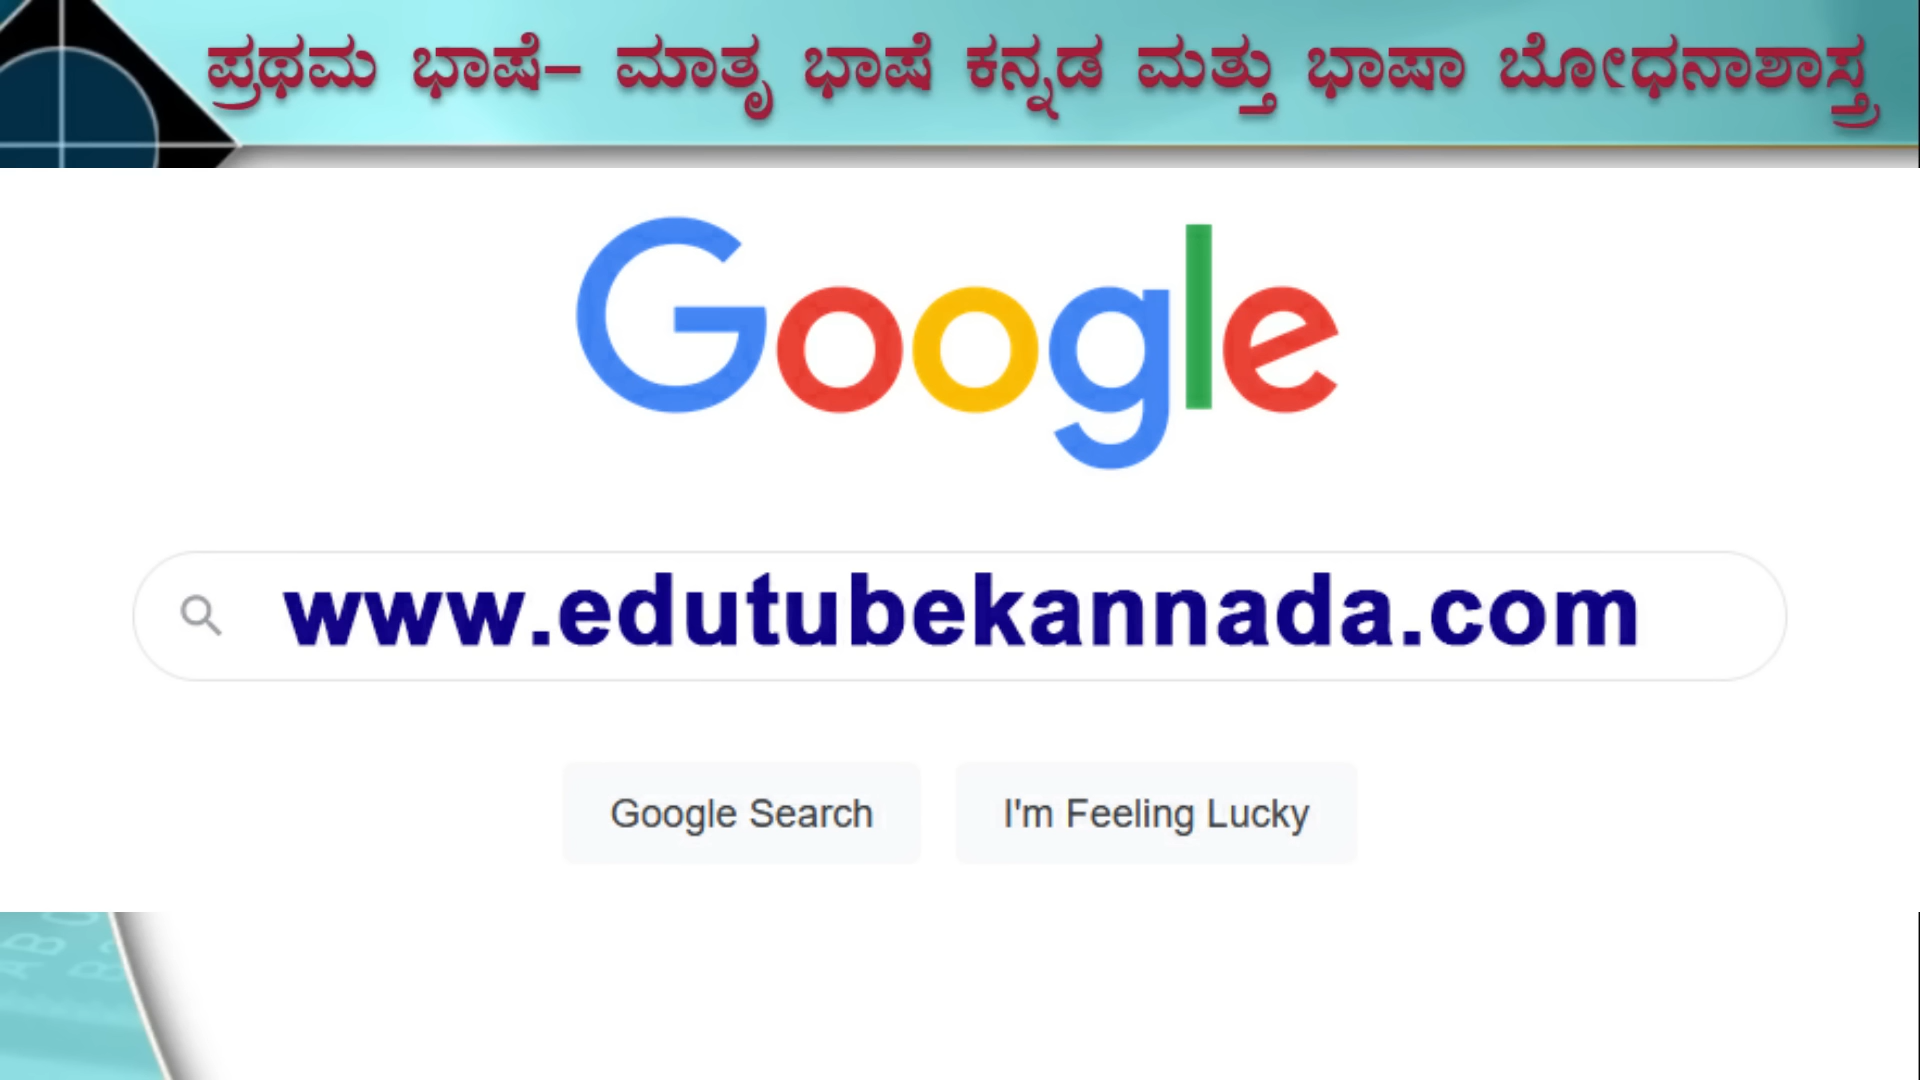 ಪ್ರಥಮ ಭಾಷೆ– ಮಾತೃ ಭಾಷೆ ಕನ್ನಡ ಮತ್ತು ಭಾಷಾ ಬೋಧನಾಶಾಸ್ತ್ರ
Google
www.edutubekannada.com
Google Search I'm Feeling Lucky